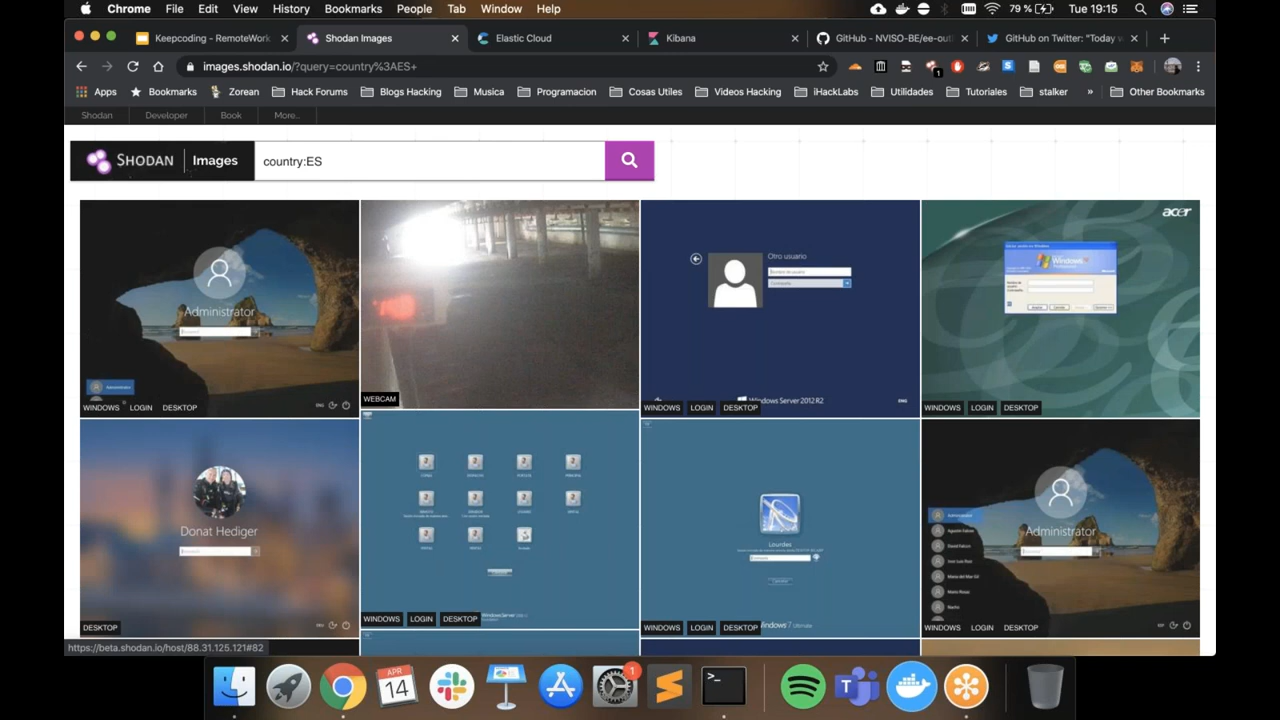 Chrome File Edit View History Bookmarks People Tab Window Help 79 % Tue 19:15
Keepcoding - RemoteWork Shodan Images Elastic Cloud Kibana GitHub - NVISO-BE/ee-out GitHub on Twitter: "Today
images.shodan.io/?query=country%3AES+
Apps Bookmarks Zorean Hack Forums Blogs Hacking Musica Programacion Cosas Utiles Videos Hacking iHackLabs Utilidades Tutoriales stalker » Other Bookmarks
Shodan Developer Book More...
SHODAN Images country:ES
acer
Otro usuario
Windows
Administrator
WEBCAM
Windows Server 2012 R2 ENG
WINDOWS LOGIN DESKTOP
WINDOWS LOGIN DESKTOP
WINDOWS LOGIN DESKTOP
Donat Hediger
Lourdes
Administrator
WINDOWS LOGIN DESKTOP
DESKTOP
WINDOWS LOGIN DESKTOP Windows 7 Ultimate
WINDOWS LOGIN DESKTOP
https://beta.shodan.io/host/88.31.125.121#82
APR
14
1